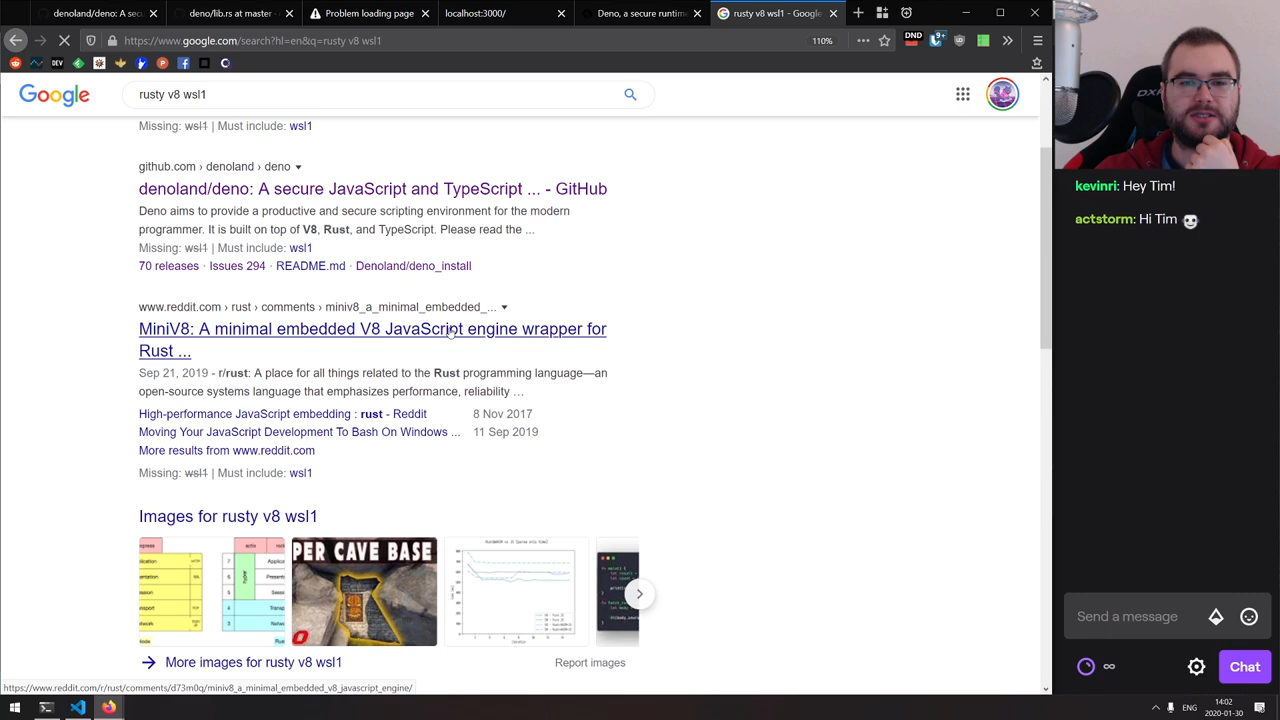 denoland/deno: A sec
deno/lib.rs at master
Problem loading page
localhost:3000/
Deno, a secure runtime
rusty v8 wsl1 - Google
https://www.google.com/search?hl=en&q=rusty v8 wsl1
110%
DND
9+
DEV
Google
rusty v8 wsl1
DX
Missing: wsl1 | Must include: wsl1
github.com › denoland › deno
denoland/deno: A secure JavaScript and TypeScript ... - GitHub
Deno aims to provide a productive and secure scripting environment for the modern
programmer. It is built on top of V8, Rust, and TypeScript. Please read the ...
Missing: wsl1 | Must include: wsl1
70 releases · Issues 294 · README.md · Denoland/deno_install
www.reddit.com › rust › comments › miniv8_a_minimal_embedded_...
MiniV8: A minimal embedded V8 JavaScript engine wrapper for
Rust ...
Sep 21, 2019 - r/rust: A place for all things related to the Rust programming language—an
open-source systems language that emphasizes performance, reliability …
High-performance JavaScript embedding : rust - Reddit 8 Nov 2017
Moving Your JavaScript Development To Bash On Windows ... 11 Sep 2019
More results from www.reddit.com
Missing: wsl1 | Must include: wsl1
Images for rusty v8 wsl1
PER CAVE BASE
More images for rusty v8 wsl1
Report images
https://www.reddit.com/r/rust/comments/d73m0q/miniv8_a_minimal_embedded_v8_javascript_engine/
kevinri: Hey Tim!
actstorm: Hi Tim
Send a message
Chat
ENG
14:02
2020-01-30